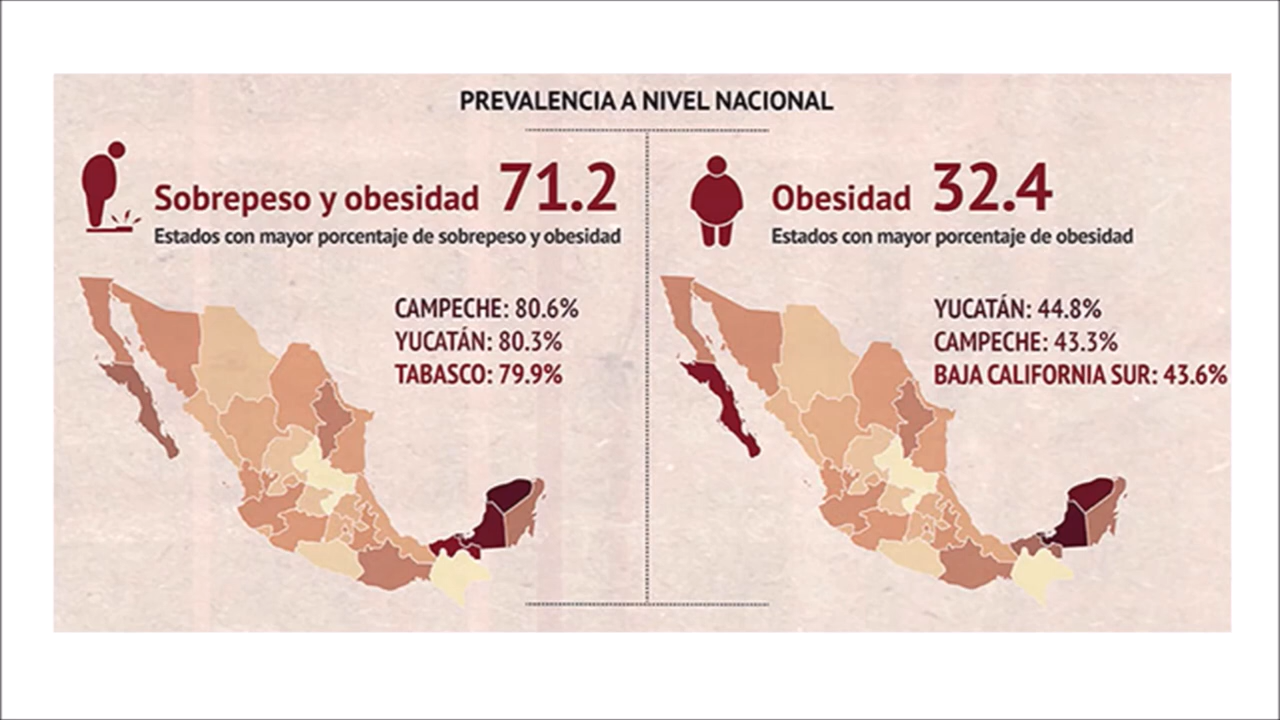 PREVALENCIA A NIVEL NACIONAL
Sobrepeso y obesidad 71.2
Estados con mayor porcentaje de sobrepeso y obesidad
CAMPECHE: 80.6%
YUCATÁN: 80.3%
TABASCO: 79.9%
Obesidad 32.4
Estados con mayor porcentaje de obesidad
YUCATÁN: 44.8%
CAMPECHE: 43.3%
BAJA CALIFORNIA SUR: 43.6%